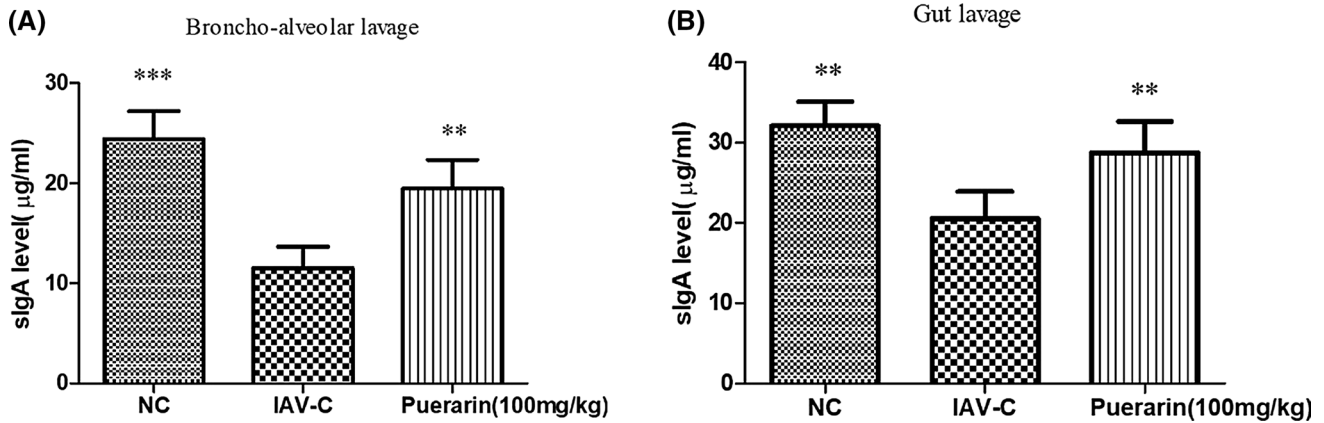 (A)
Broncho-alveolar lavage
sIgA level( μg/ml)
30
20
10
0
***
**
NC
IAV-C
Puerarin(100mg/kg)
(B)
Gut lavage
sIgA level( μg/ml)
40
30
20
10
0
**
**
NC
IAV-C
Puerarin(100mg/kg)